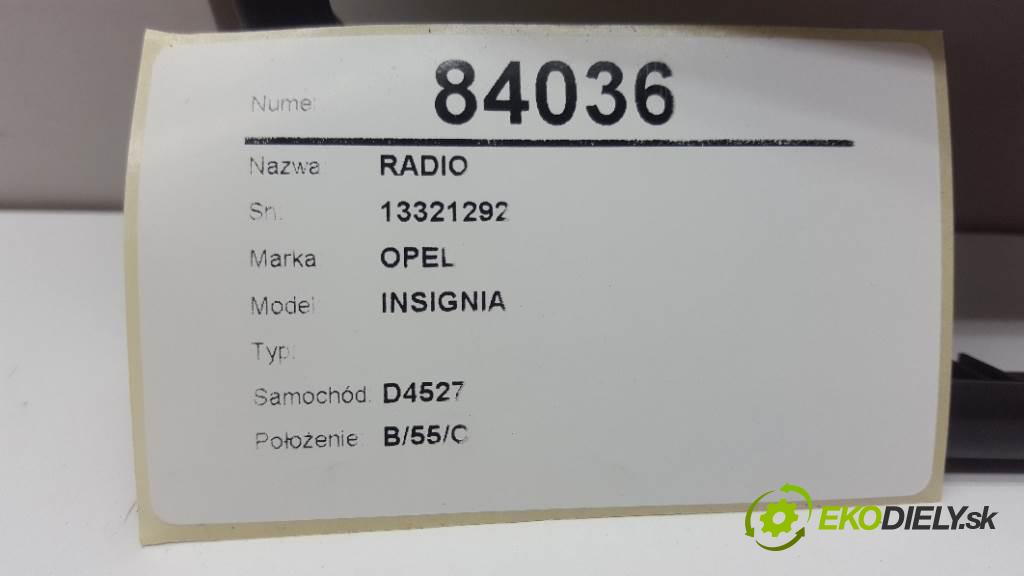 Numer 84036
Nazwa RADIO
Sn: 13321292
Marka OPEL
Model: INSIGNIA
Typ:
Samochód: D4527
Położenie B/55/C
EKODIELY.sk